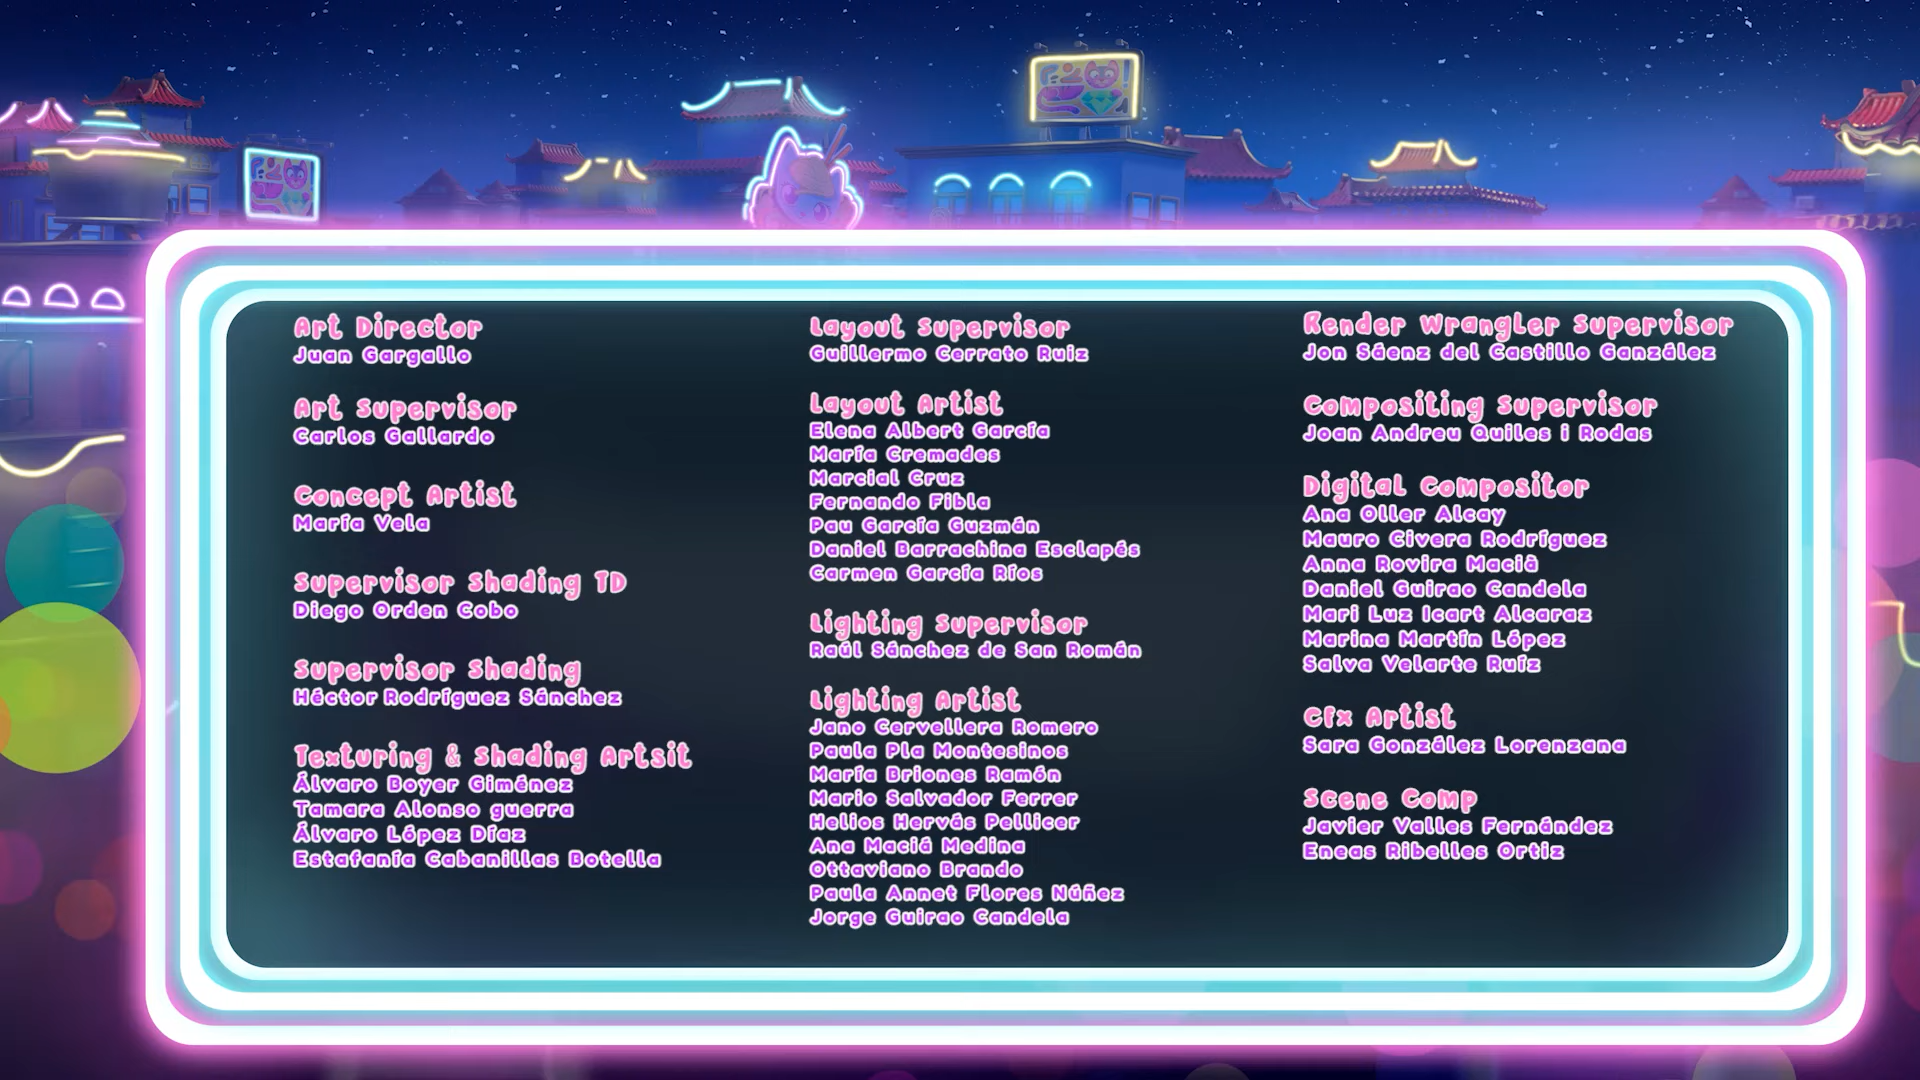 Art Director
Juan Gargallo
Art Supervisor
Carlos Gallardo
Concept Artist
María Vela
Supervisor Shading TD
Diego Orden Cobo
Supervisor Shading
Héctor Rodríguez Sánchez
Texturing & Shading Artsit
Álvaro Boyer Giménez
Tamara Alonso guerra
Álvaro López Díaz
Estafanía Cabanillas Botella
Layout Supervisor
Guillermo Cerrato Ruiz
Layout Artist
Elena Albert García
María Cremades
Marcial Cruz
Fernando Fibla
Pau García Guzmán
Daniel Barrachina Esclapés
Carmen García Ríos
Lighting Supervisor
Raúl Sánchez de San Román
Lighting Artist
Jano Cervellera Romero
Paula Pla Montesinos
María Briones Ramón
Mario Salvador Ferrer
Helios Hervás Pellicer
Ana Maciá Medina
Ottaviano Brando
Paula Annet Flores Núñez
Jorge Guirao Candela
Render Wrangler Supervisor
Jon Sáenz del Castillo Ganzález
Compositing Supervisor
Joan Andreu Quiles i Rodas
Digital Compositor
Ana Oller Alcay
Mauro Civera Rodríguez
Anna Rovira Macià
Daniel Guirao Candela
Mari Luz Icart Alcaraz
Marina Martín López
Salva Velarte Ruíz
Cfx Artist
Sara González Lorenzana
Scene Comp
Javier Valles Fernández
Eneas Ribelles Ortiz